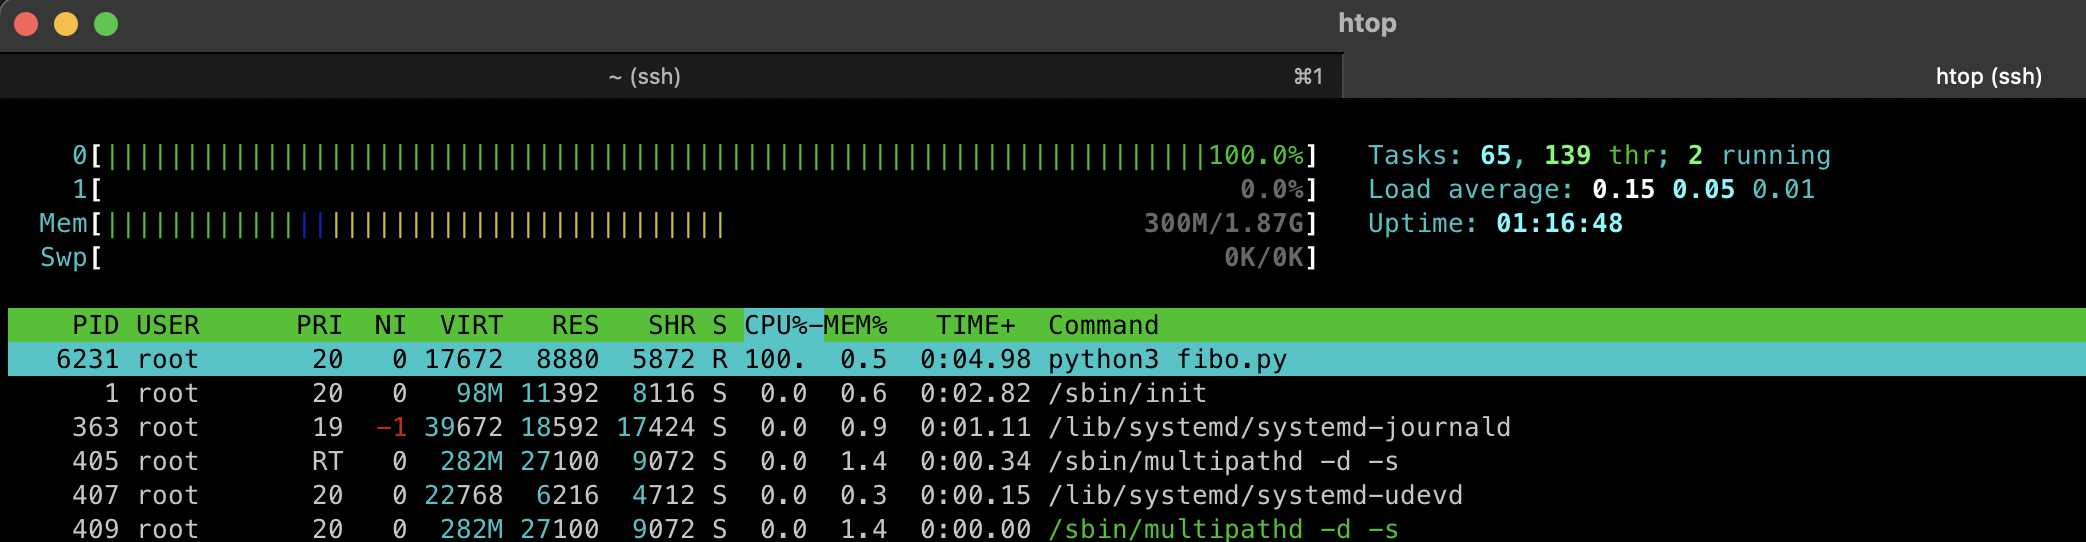 htop
~ (ssh) ⌘1 htop (ssh)
0[||||||||||||||||||||||||||||||||||||||||||||||||||||||||||||||||||||||100.0%] Tasks: 65, 139 thr; 2 running
1[ 0.0%] Load average: 0.15 0.05 0.01
Mem[||||||||||||||||||||||||||||||||||||||| 300M/1.87G] Uptime: 01:16:48
Swp[ 0K/0K]
PID USER PRI NI VIRT RES SHR S CPU%-MEM% TIME+ Command
6231 root 20 0 17672 8880 5872 R 100. 0.5 0:04.98 python3 fibo.py
1 root 20 0 98M 11392 8116 S 0.0 0.6 0:02.82 /sbin/init
363 root 19 -1 39672 18592 17424 S 0.0 0.9 0:01.11 /lib/systemd/systemd-journald
405 root RT 0 282M 27100 9072 S 0.0 1.4 0:00.34 /sbin/multipathd -d -s
407 root 20 0 22768 6216 4712 S 0.0 0.3 0:00.15 /lib/systemd/systemd-udevd
409 root 20 0 282M 27100 9072 S 0.0 1.4 0:00.00 /sbin/multipathd -d -s